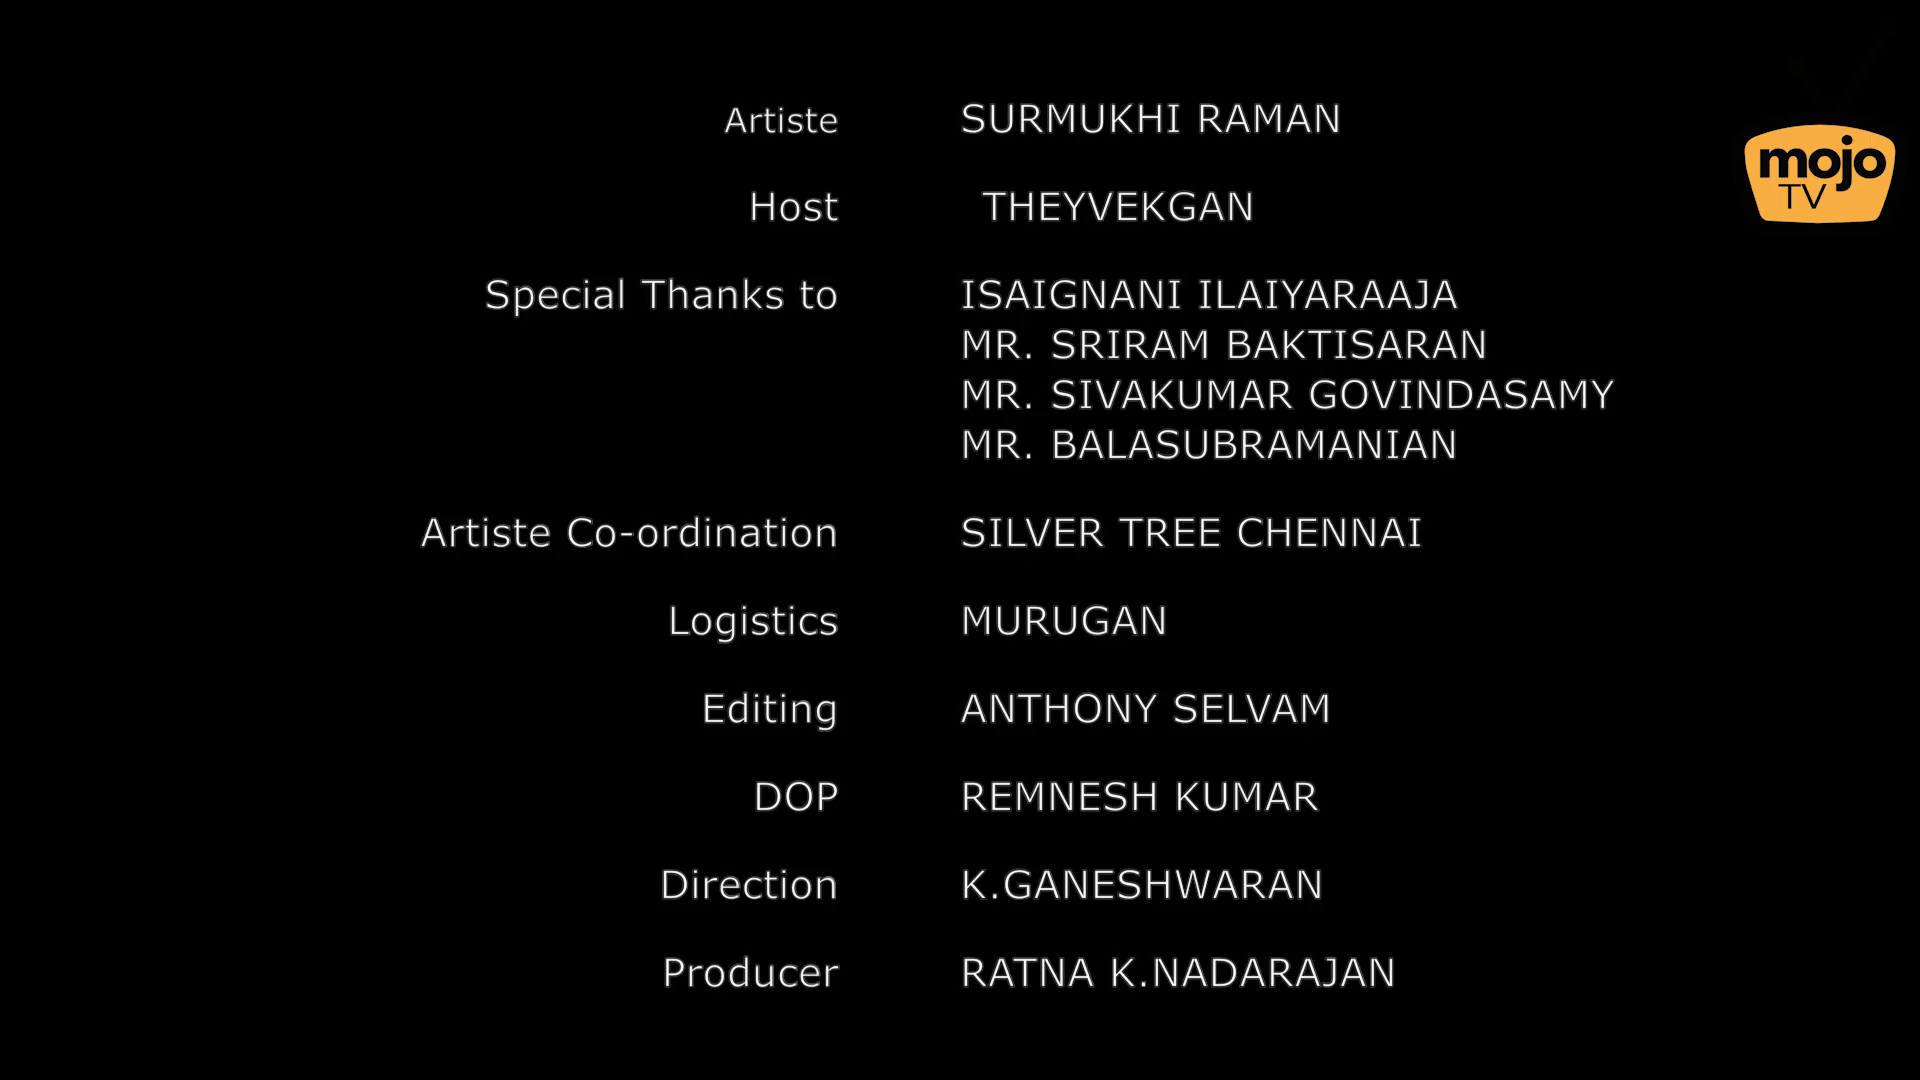 Artiste SURMUKHI RAMAN
Host THEYVEKGAN
Special Thanks to ISAIGNANI ILAIYARAAJA
MR. SRIRAM BAKTISARAN
MR. SIVAKUMAR GOVINDASAMY
MR. BALASUBRAMANIAN
Artiste Co-ordination SILVER TREE CHENNAI
Logistics MURUGAN
Editing ANTHONY SELVAM
DOP REMNESH KUMAR
Direction K.GANESHWARAN
Producer RATNA K.NADARAJAN
mojo
TV